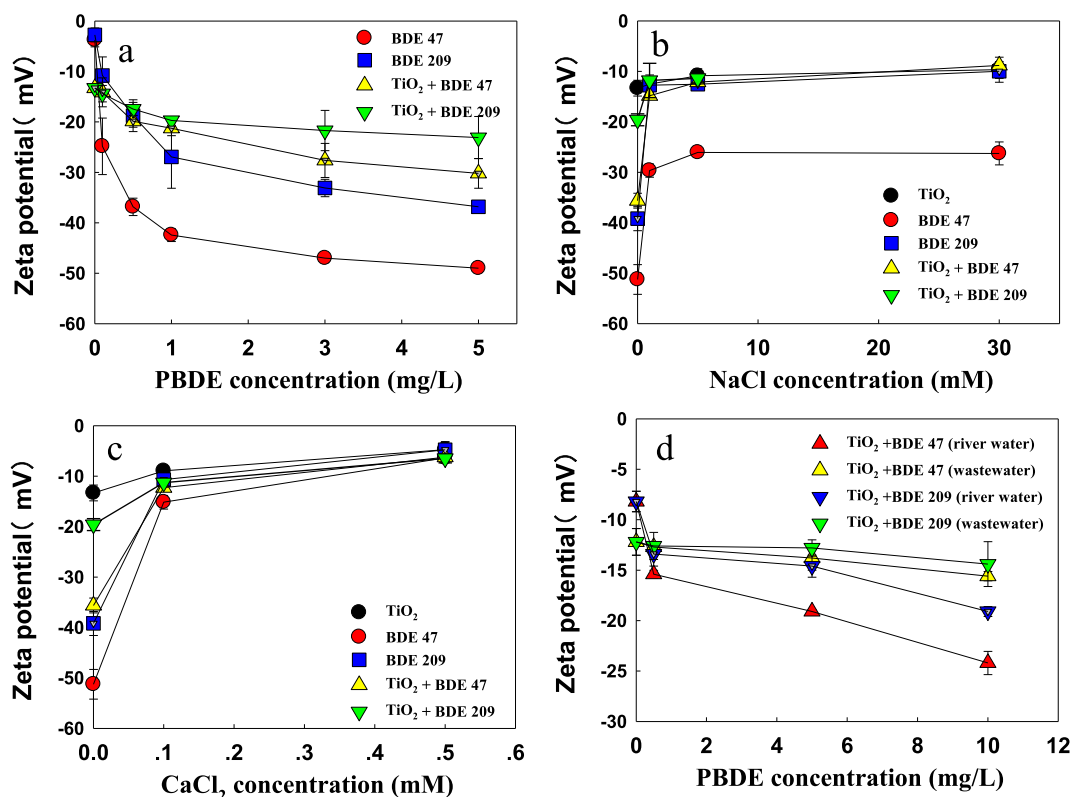 a
0
-10
-20
-30
-40
-50
-60
Zeta potential( mV)
BDE 47
BDE 209
TiO₂ + BDE 47
TiO₂ + BDE 209
0 1 2 3 4 5
PBDE concentration (mg/L)
b
0
-10
-20
-30
-40
-50
-60
Zeta potential( mV)
TiO₂
BDE 47
BDE 209
TiO₂ + BDE 47
TiO₂ + BDE 209
0 10 20 30
NaCl concentration (mM)
c
0
-10
-20
-30
-40
-50
-60
Zeta potential( mV)
TiO₂
BDE 47
BDE 209
TiO₂ + BDE 47
TiO₂ + BDE 209
0.0 .1 .2 .3 .4 .5 .6
CaCl₂ concentration (mM)
d
0
-5
-10
-15
-20
-25
-30
Zeta potential( mV)
TiO₂ +BDE 47 (river water)
TiO₂ +BDE 47 (wastewater)
TiO₂ +BDE 209 (river water)
TiO₂ +BDE 209 (wastewater)
0 2 4 6 8 10 12
PBDE concentration (mg/L)